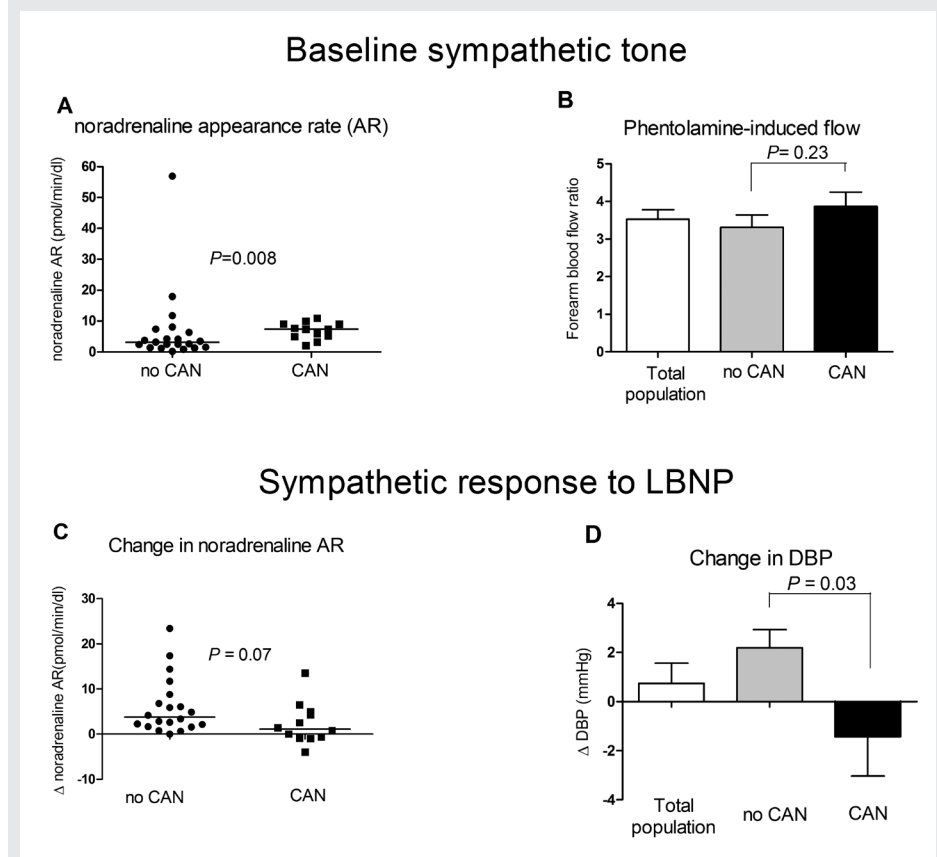 Baseline sympathetic tone
A
noradrenaline appearance rate (AR)
noradrenaline AR (pmol/min/dl)
60
50
40
30
20
10
0
P=0.008
no CAN
CAN
B
Phentolamine-induced flow
P= 0.23
Forearm blood flow ratio
5
4
3
2
1
0
Total
population
no CAN
CAN
Sympathetic response to LBNP
C
Change in noradrenaline AR
Δ noradrenaline AR(pmol/min/dl)
30
20
10
0
-10
P = 0.07
no CAN
CAN
D
Change in DBP
P = 0.03
Δ DBP (mmHg)
4
2
0
-2
-4
Total
population
no CAN
CAN